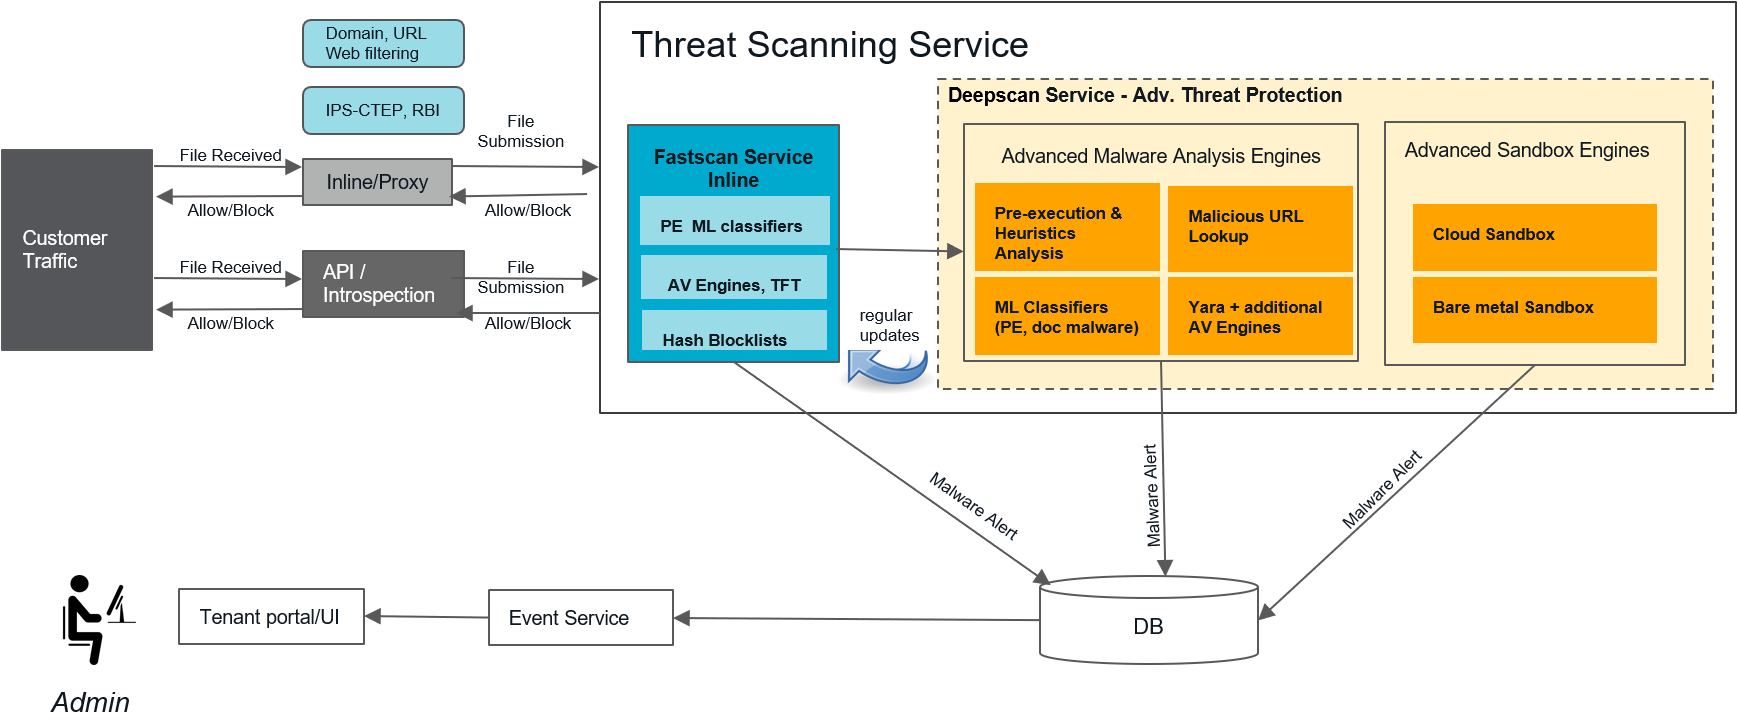 Domain, URL
Web filtering
IPS-CTEP, RBI
Threat Scanning Service
Deepscan Service - Adv. Threat Protection
File
Submission
File Received
Inline/Proxy
Allow/Block
Allow/Block
Customer
Traffic
File Received
API /
Introspection
File
Submission
Allow/Block
Allow/Block
Fastscan Service
Inline
PE ML classifiers
AV Engines, TFT
Hash Blocklists
regular
updates
Advanced Malware Analysis Engines
Pre-execution &
Heuristics
Analysis
Malicious URL
Lookup
ML Classifiers
(PE, doc malware)
Yara + additional
AV Engines
Advanced Sandbox Engines
Cloud Sandbox
Bare metal Sandbox
Malware Alert
Malware Alert
Malware Alert
DB
Event Service
Tenant portal/UI
Admin